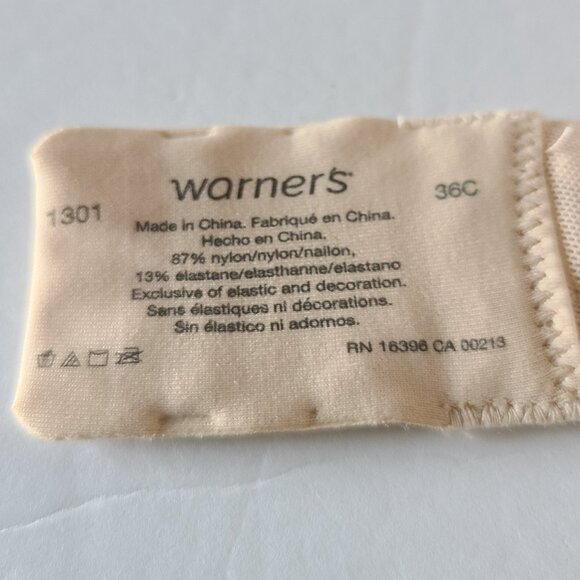 warner's
1301
36C
Made in China. Fabriqué en China.
Hecho en China.
87% nylon/nylon/nailon,
13% elastane/elasthanne/elastano
Exclusive of elastic and decoration.
Sans élastiques ni décorations.
Sin elástico ni adornos.
RN 16396 CA 00213